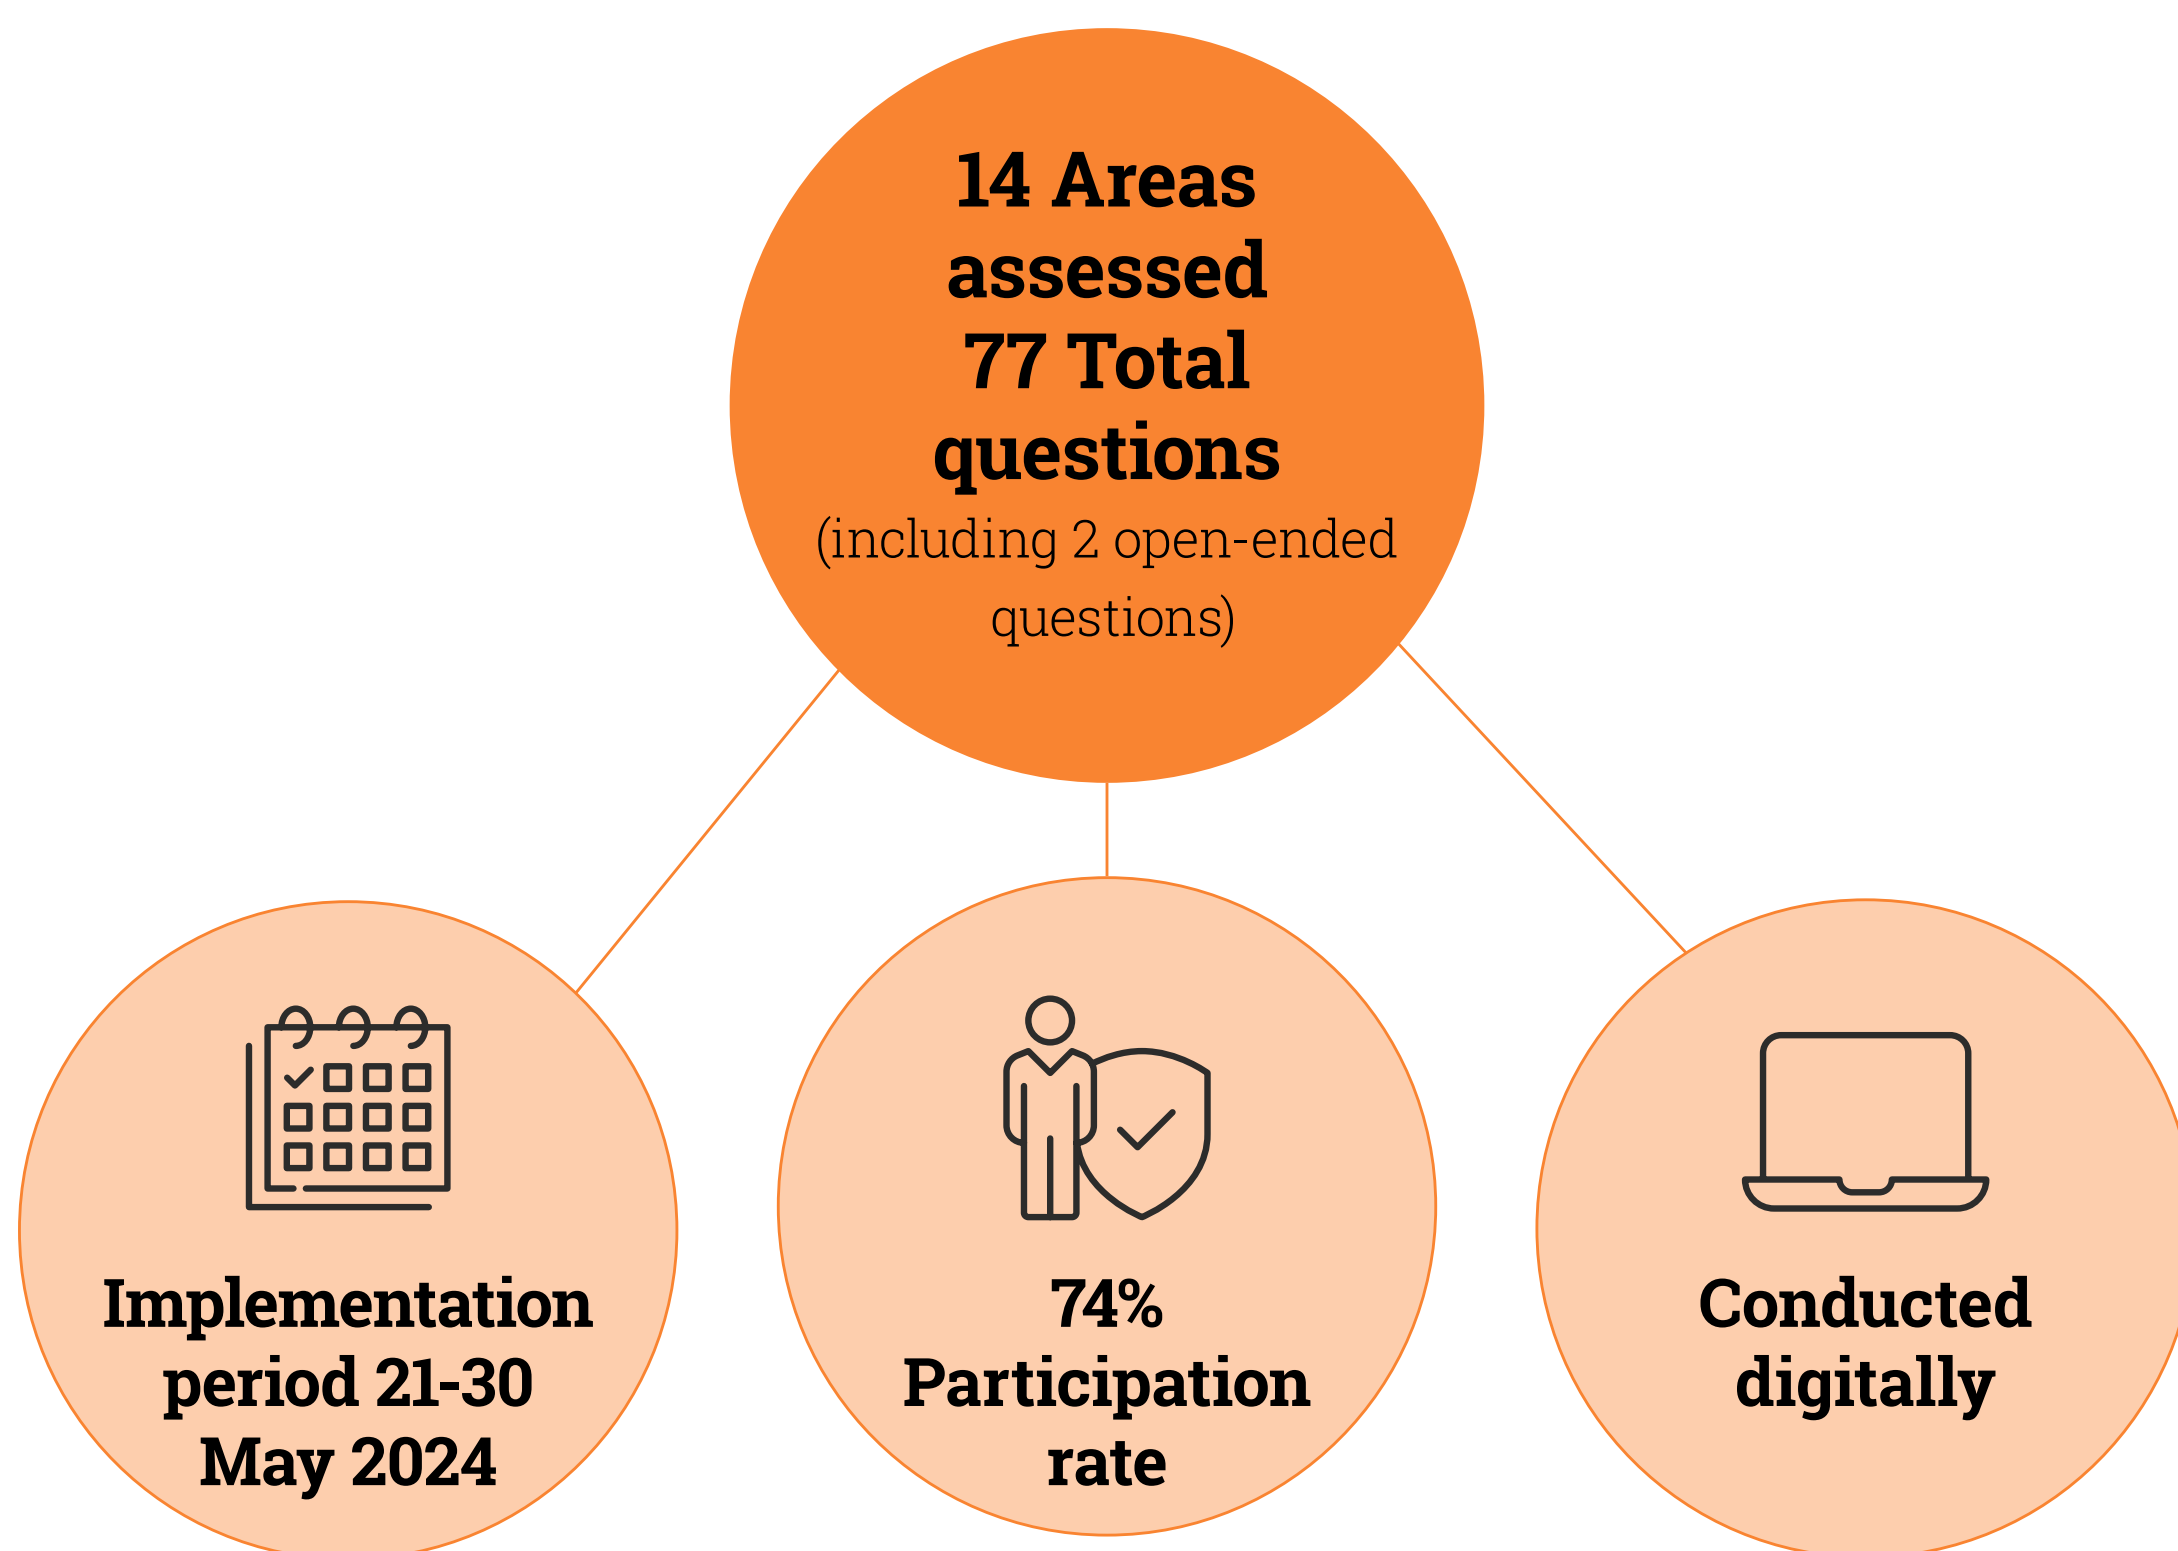 14 Areas
assessed
77 Total
questions
(including 2 open-ended
questions)
Implementation
period 21-30
May 2024
74%
Participation
rate
Conducted
digitally